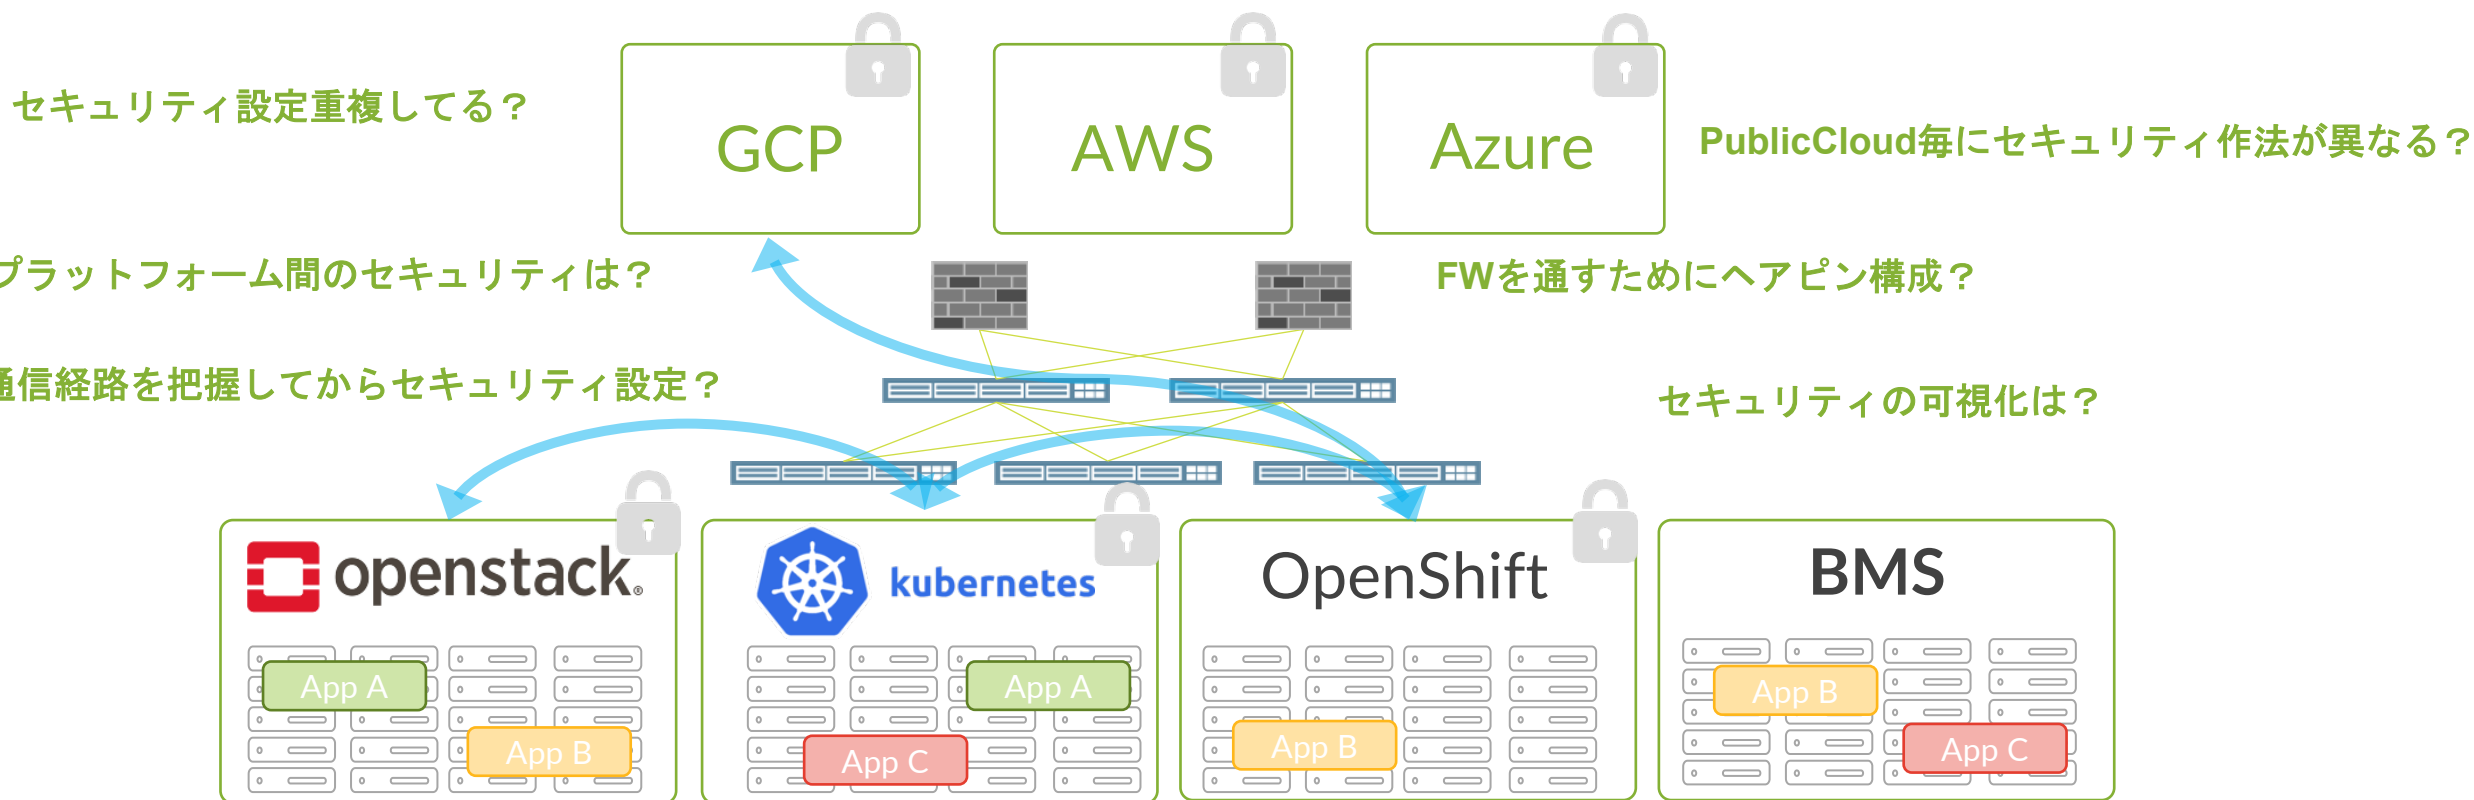 セキュリティ設定重複してる？
GCP
AWS
Azure
PublicCloud毎にセキュリティ作法が異なる？
プラットフォーム間のセキュリティは？
FWを通すためにヘアピン構成？
通信経路を把握してからセキュリティ設定？
セキュリティの可視化は？
openstack®
kubernetes
OpenShift
BMS
App A
App B
App A
App C
App B
App B
App C